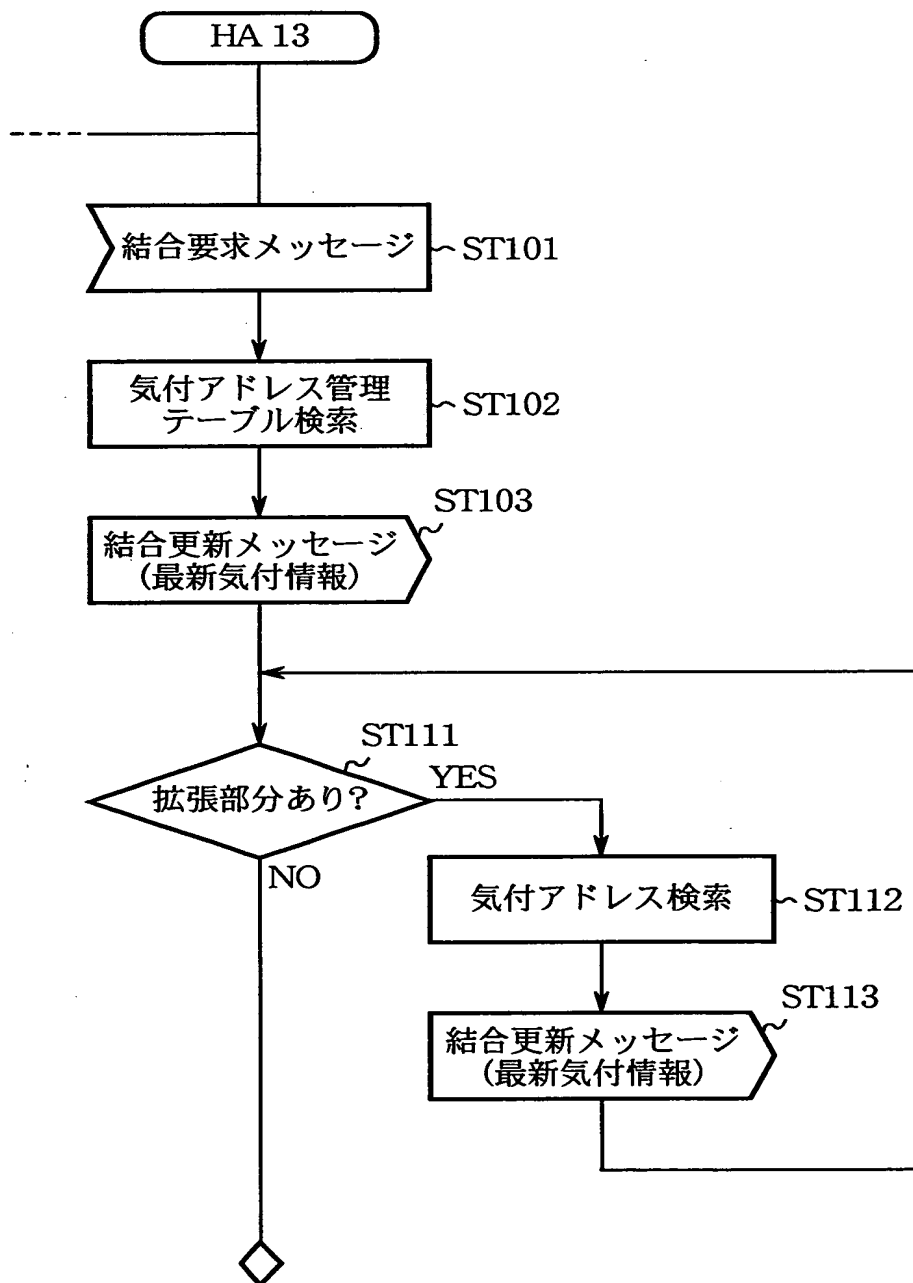 HA 13
結合要求メッセージ
ST101
気付アドレス管理
テーブル検索
ST102
ST103
結合更新メッセージ
(最新気付情報)
ST111
拡張部分あり?
YES
NO
気付アドレス検索
ST112
ST113
結合更新メッセージ
(最新気付情報)